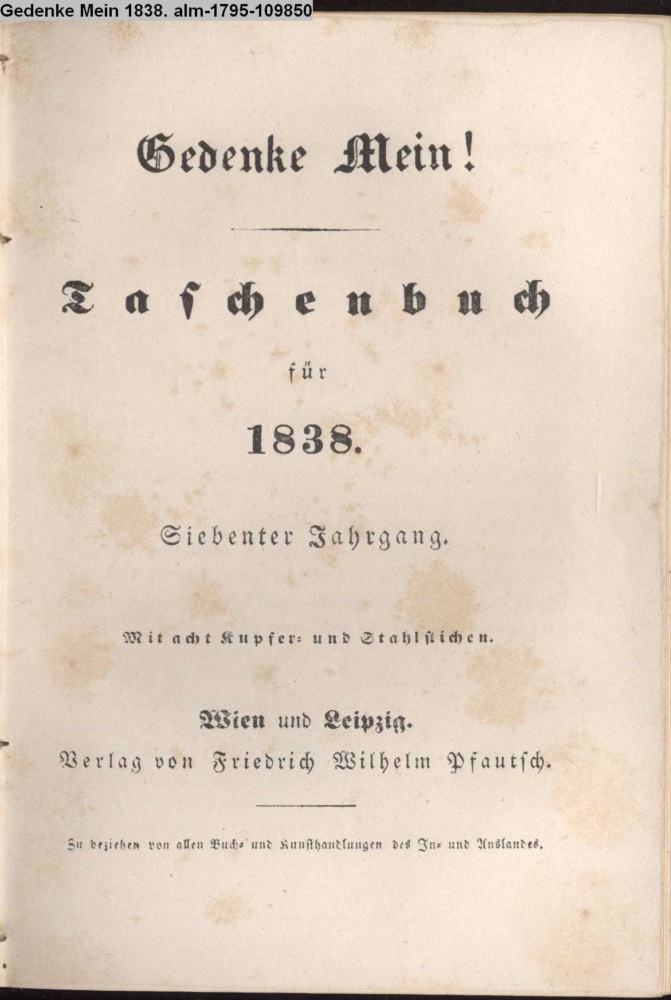 Gedenke Mein 1838. alm-1795-109850
Gedenke Mein!
Taschenbuch
für
1838.
Siebenter Jahrgang.
Mit acht Kupfer- und Stahlstichen.
Wien und Leipzig.
Verlag von Friedrich Wilhelm Pfautsch.
Zu beziehen von allen Buch- und Kunsthandlungen des In- und Auslandes.